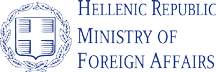 HELLENIC REPUBLIC
MINISTRY OF
FOREIGN AFFAIRS